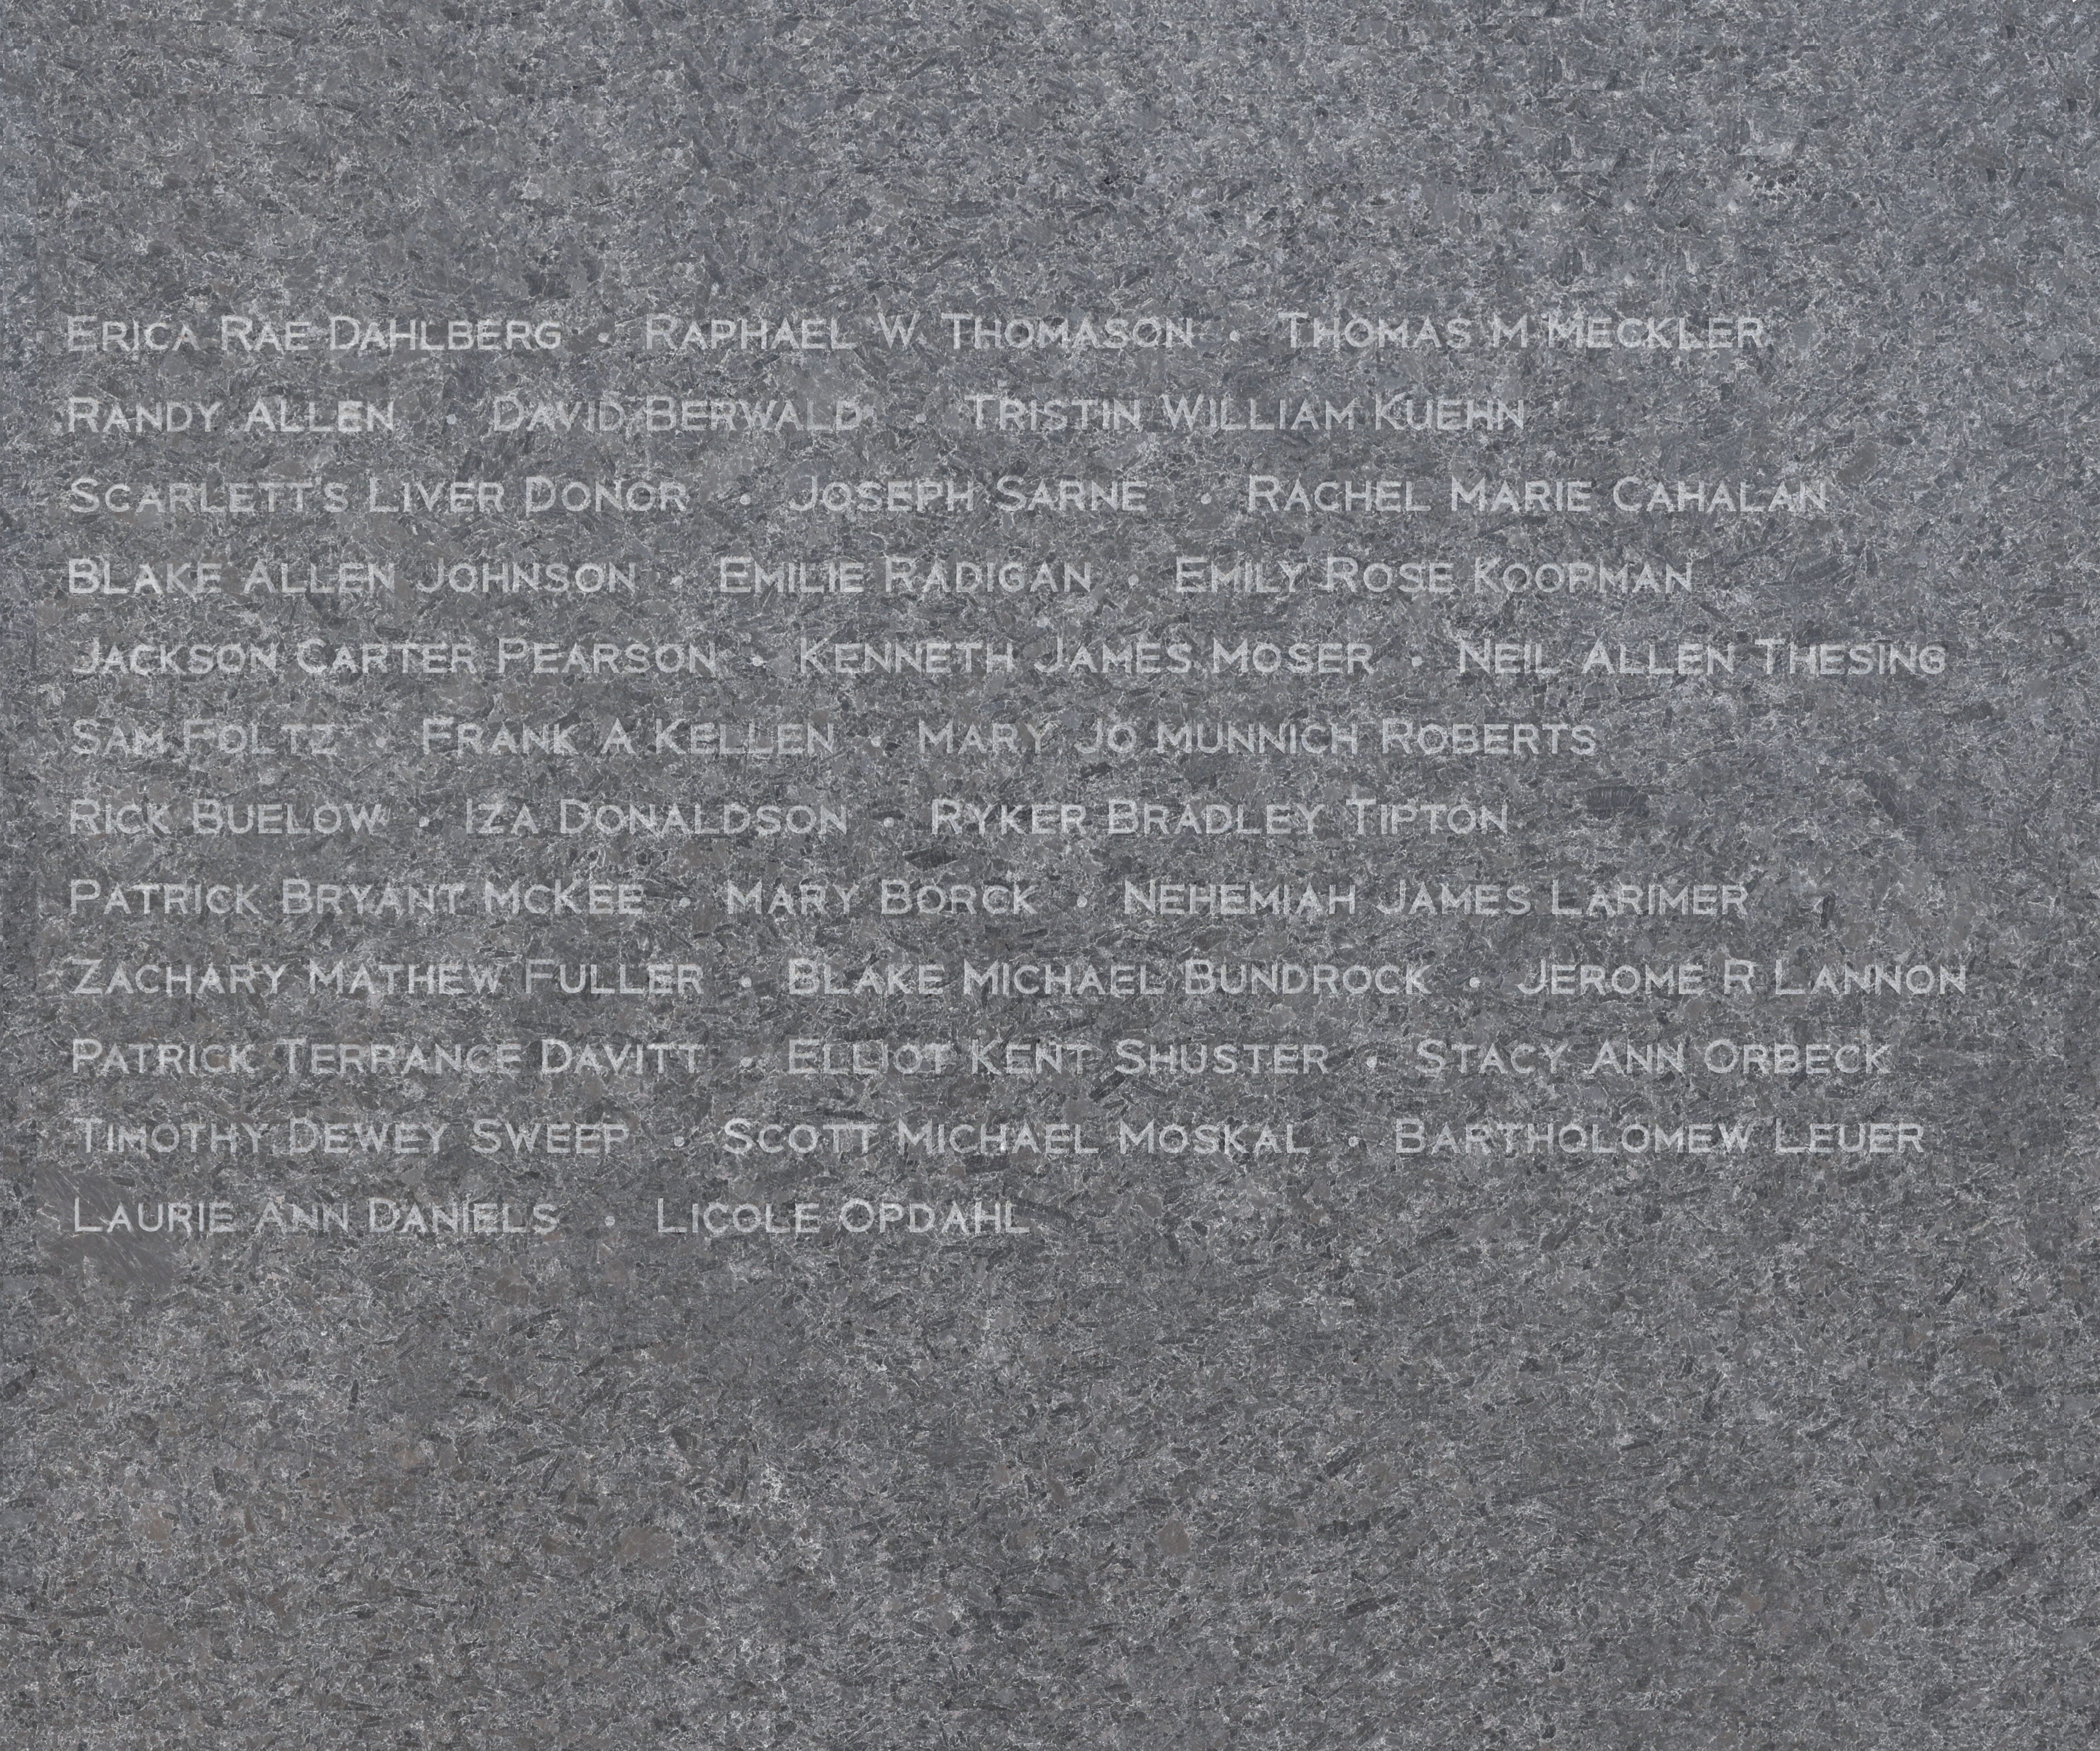 Erica Rae Dahlberg • Raphael W. Thomason • Thomas M Meckler
Randy Allen • David Berwald • Tristin William Kuehn
Scarlett's Liver Donor • Joseph Sarne • Rachel Marie Cahalan
Blake Allen Johnson • Emilie Radigan • Emily Rose Koopman
Jackson Carter Pearson • Kenneth James Moser • Neil Allen Thesing
Sam Foltz • Frank A Kellen • Mary Jo Munnich Roberts
Rick Buelow • Iza Donaldson • Ryker Bradley Tipton
Patrick Bryant McKee • Mary Borck • Nehemiah James Larimer
Zachary Mathew Fuller • Blake Michael Bundrock • Jerome R Lannon
Patrick Terrance Davitt • Elliot Kent Shuster • Stacy Ann Orbeck
Timothy Dewey Sweep • Scott Michael Moskal • Bartholomew Leuer
Laurie Ann Daniels • Licole Opdahl